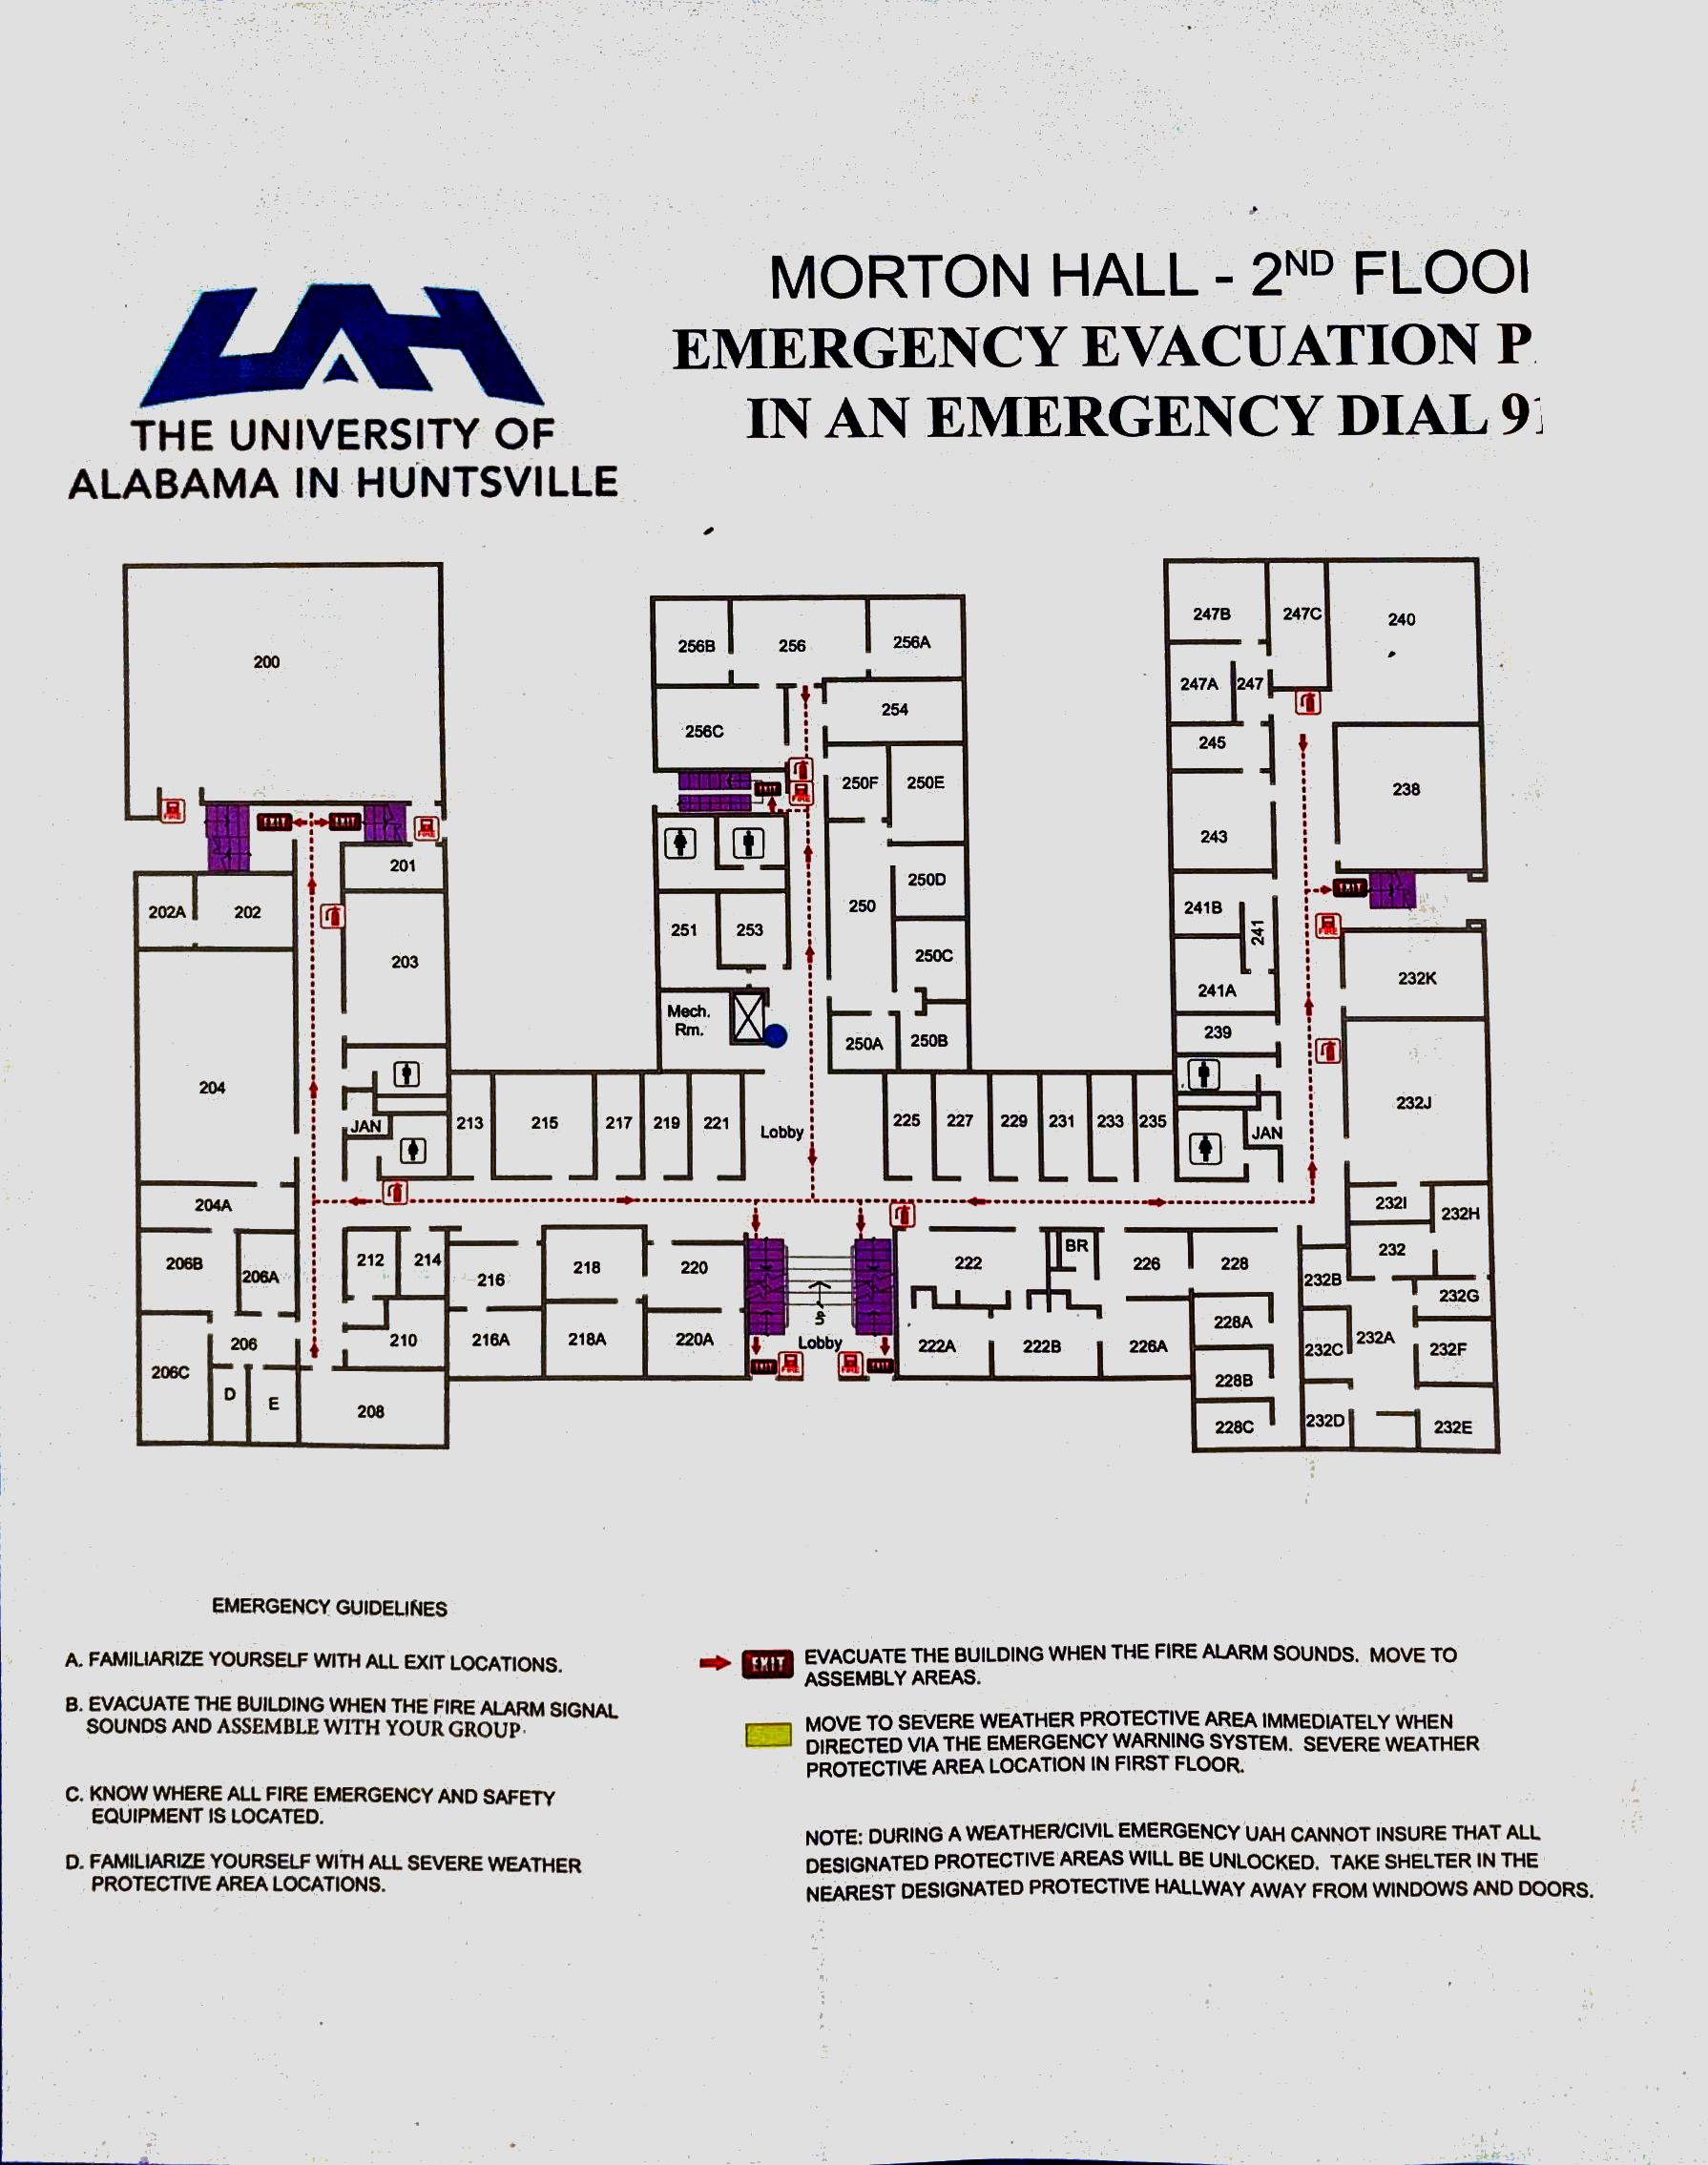 MORTON HALL - 2ND FLOOI
EMERGENCY EVACUATION P
IN AN EMERGENCY DIAL 91
UAH
THE UNIVERSITY OF
ALABAMA IN HUNTSVILLE
200
201
202A
202
203
204
204A
206B
206A
206
206C
D
E
208
JAN
212
214
210
216
216A
218
218A
220
220A
213
215
217
219
221
Lobby
256B
256
256A
256C
254
250F
250E
250
250D
250C
250A
250B
251
253
Mech.
Rm.
225
227
229
231
233
235
Up
Lobby
222
BR
226
228
222A
222B
226A
228A
228B
228C
247B
247C
240
247A
247
245
238
243
241B
241
241A
239
JAN
232K
232J
232I
232H
232
232B
232G
232A
232C
232F
232D
232E
EXIT
EXIT
EXIT
EXIT
EXIT
EXIT
FIRE
FIRE
FIRE
FIRE
FIRE
FIRE
EMERGENCY GUIDELINES
A. FAMILIARIZE YOURSELF WITH ALL EXIT LOCATIONS.
B. EVACUATE THE BUILDING WHEN THE FIRE ALARM SIGNAL
SOUNDS AND ASSEMBLE WITH YOUR GROUP.
C. KNOW WHERE ALL FIRE EMERGENCY AND SAFETY
EQUIPMENT IS LOCATED.
D. FAMILIARIZE YOURSELF WITH ALL SEVERE WEATHER
PROTECTIVE AREA LOCATIONS.
EXIT
EVACUATE THE BUILDING WHEN THE FIRE ALARM SOUNDS. MOVE TO
ASSEMBLY AREAS.
MOVE TO SEVERE WEATHER PROTECTIVE AREA IMMEDIATELY WHEN
DIRECTED VIA THE EMERGENCY WARNING SYSTEM. SEVERE WEATHER
PROTECTIVE AREA LOCATION IN FIRST FLOOR.
NOTE: DURING A WEATHER/CIVIL EMERGENCY UAH CANNOT INSURE THAT ALL
DESIGNATED PROTECTIVE AREAS WILL BE UNLOCKED. TAKE SHELTER IN THE
NEAREST DESIGNATED PROTECTIVE HALLWAY AWAY FROM WINDOWS AND DOORS.